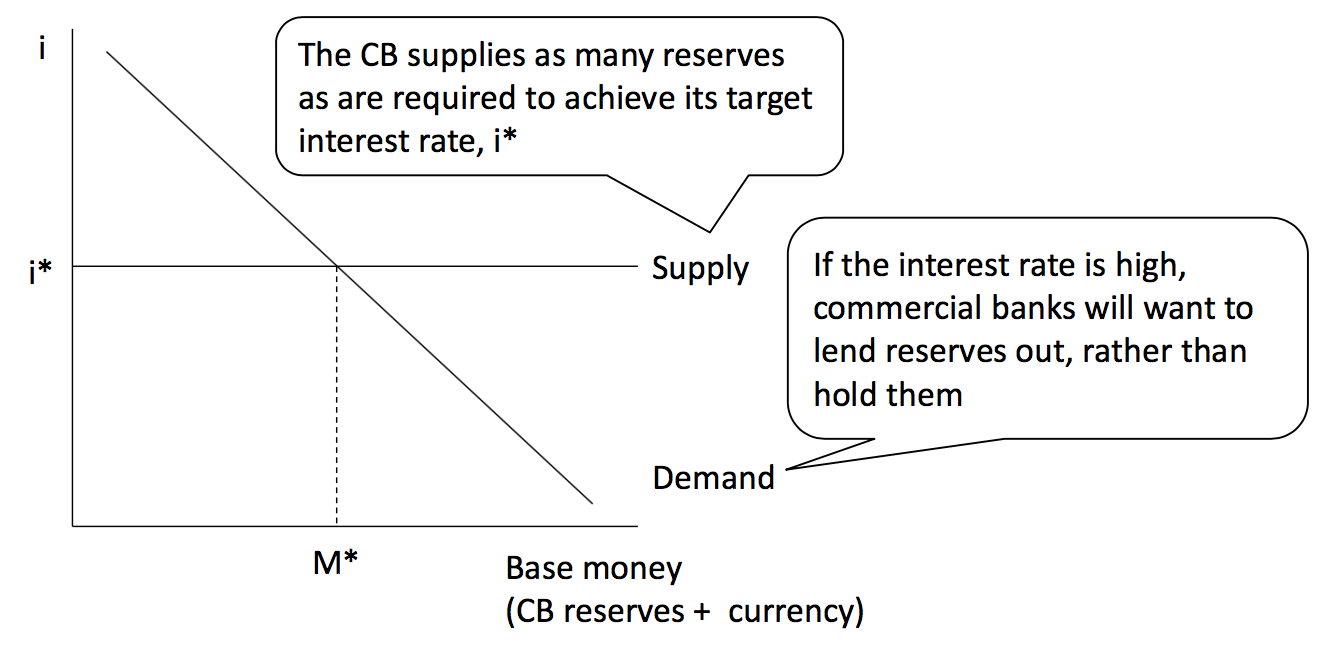 i
The CB supplies as many reserves
as are required to achieve its target
interest rate, i*
i*
Supply
If the interest rate is high,
commercial banks will want to
lend reserves out, rather than
hold them
Demand
M*
Base money
(CB reserves + currency)